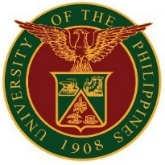 UNIVERSITY OF THE PHILIPPINES
1908